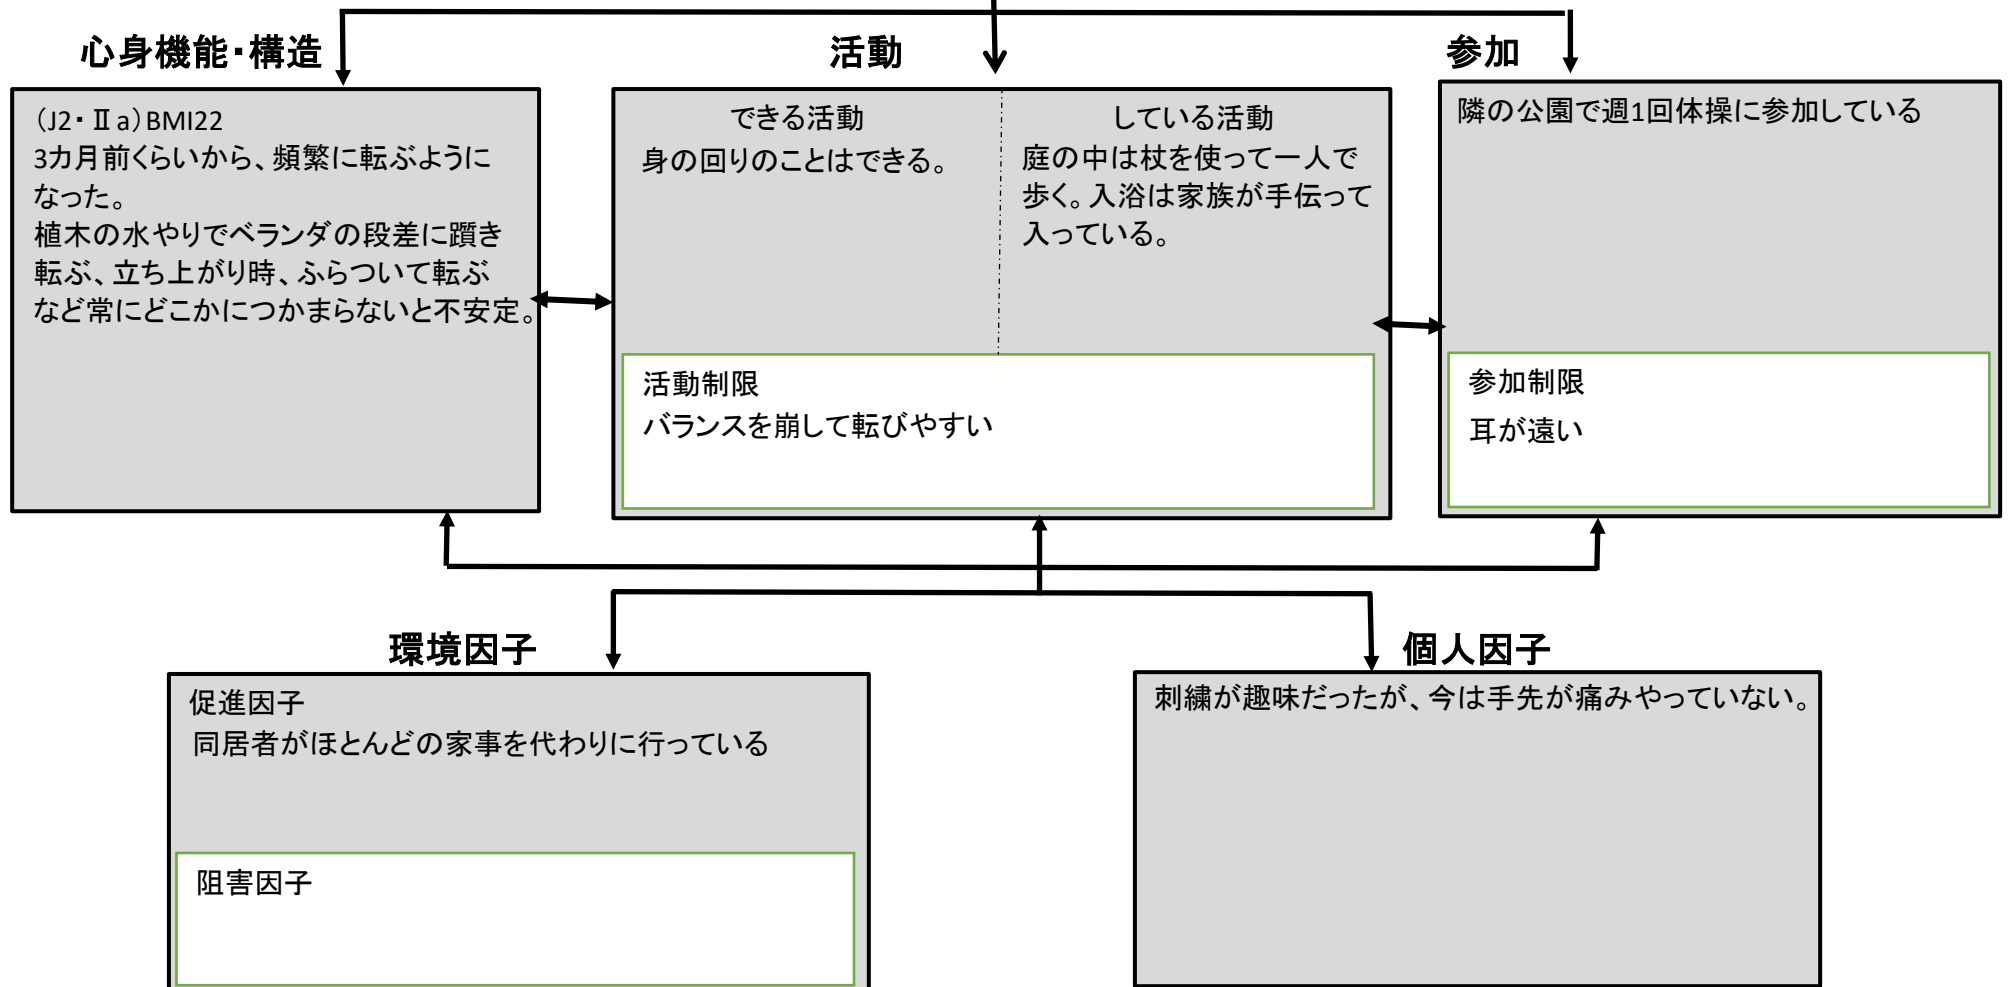 心身機能・構造
(J2・Ⅱa)BMI22
3カ月前くらいから、頻繁に転ぶように
なった。
植木の水やりでベランダの段差に躓き
転ぶ、立ち上がり時、ふらついて転ぶ
など常にどこかにつかまらないと不安定。
活動
できる活動
身の回りのことはできる。
している活動
庭の中は杖を使って一人で
歩く。入浴は家族が手伝って
入っている。
活動制限
バランスを崩して転びやすい
参加
隣の公園で週1回体操に参加している
参加制限
耳が遠い
環境因子
促進因子
同居者がほとんどの家事を代わりに行っている
阻害因子
個人因子
刺繍が趣味だったが、今は手先が痛みやっていない。